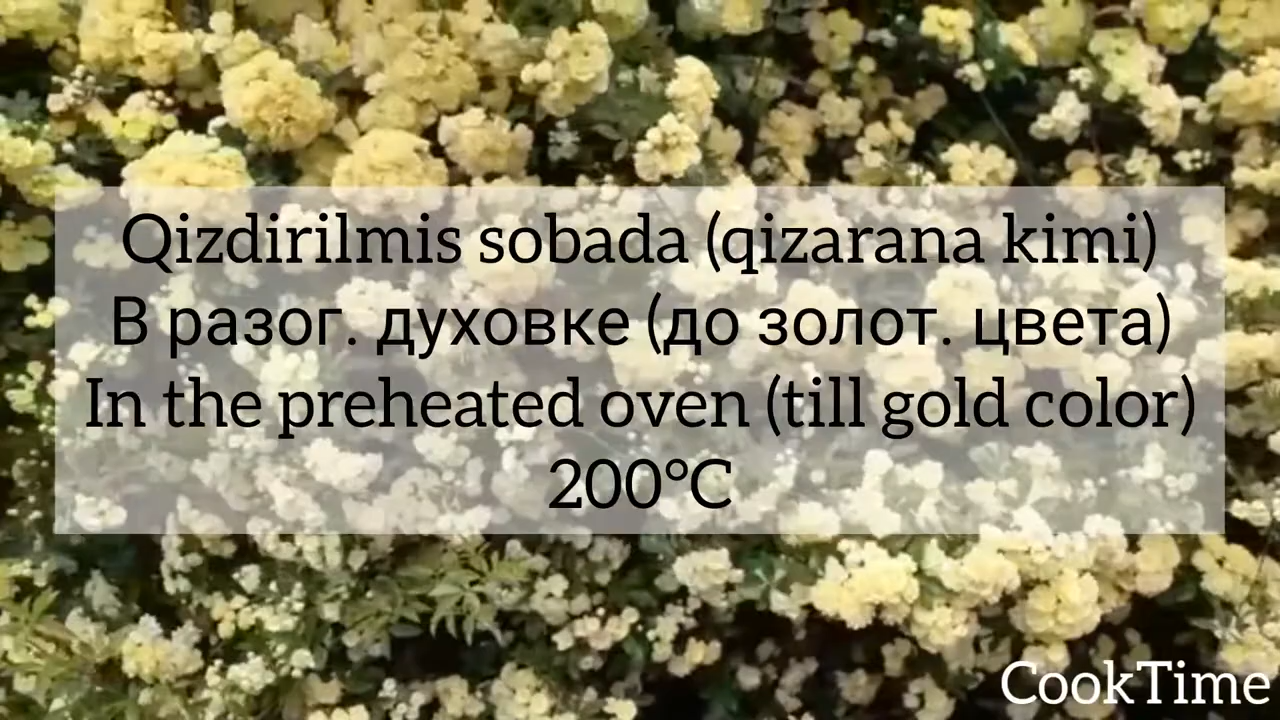 Qizdirilmis sobada (qizarana kimi)
В разог. духовке (до золот. цвета)
In the preheated oven (till gold color)
200°C
CookTime